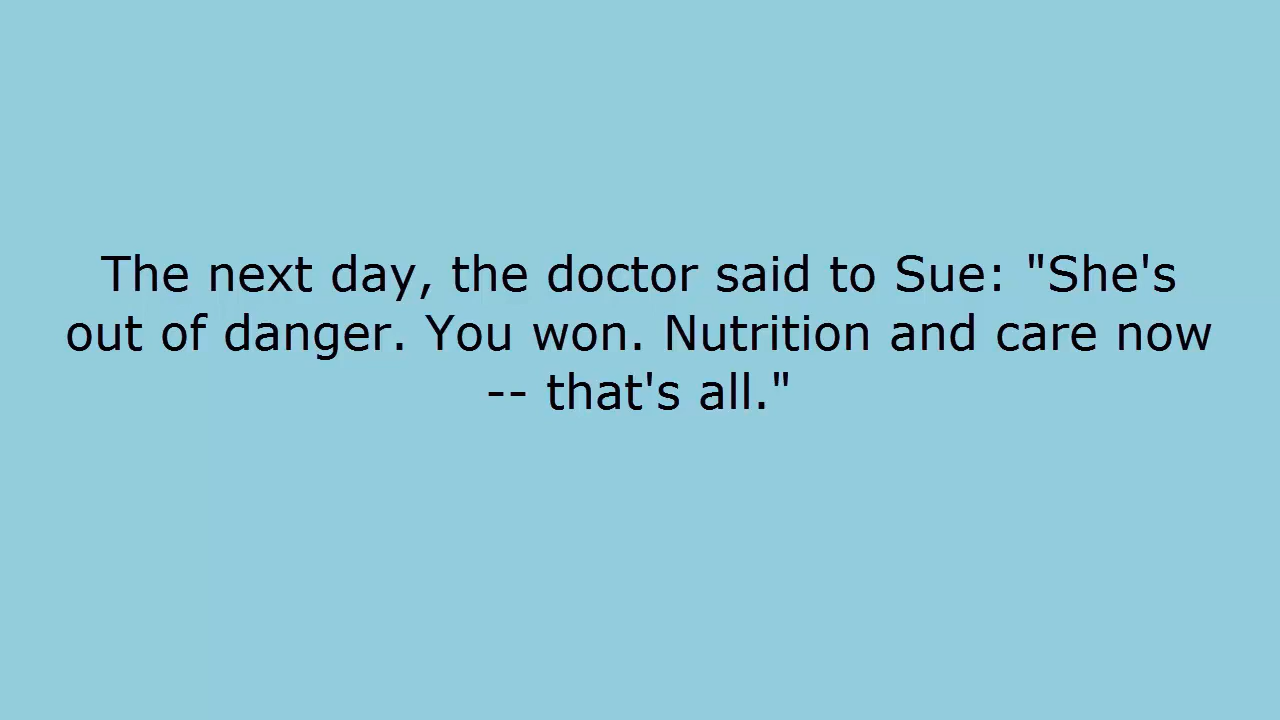 The next day, the doctor said to Sue: "She's
out of danger. You won. Nutrition and care now
-- that's all."